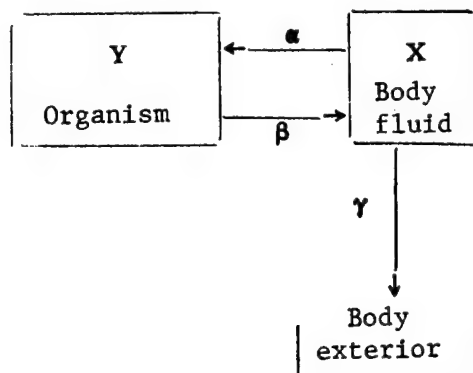 Y
Organism
α
β
X
Body
fluid
γ
Body
exterior